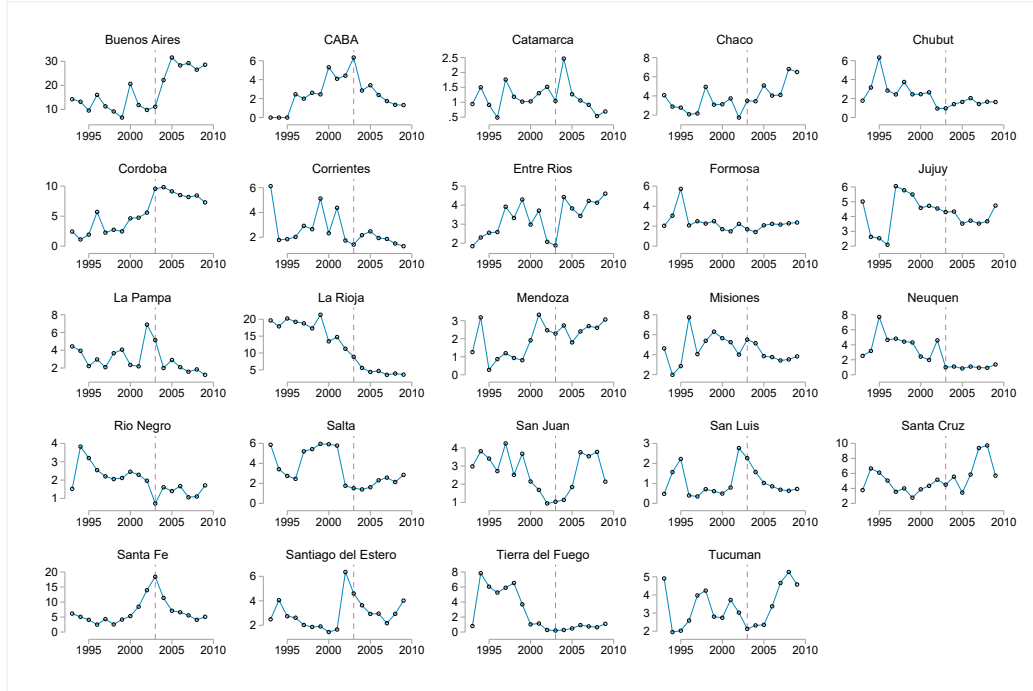 Buenos Aires
30
20
10
1995 2000 2005 2010
CABA
6
4
2
0
1995 2000 2005 2010
Catamarca
2.5
2
1.5
1
.5
1995 2000 2005 2010
Chaco
8
6
4
2
1995 2000 2005 2010
Chubut
6
4
2
0
1995 2000 2005 2010
Cordoba
10
5
0
1995 2000 2005 2010
Corrientes
6
4
2
1995 2000 2005 2010
Entre Rios
5
4
3
2
1995 2000 2005 2010
Formosa
6
4
2
0
1995 2000 2005 2010
Jujuy
6
5
4
3
2
1995 2000 2005 2010
La Pampa
8
6
4
2
1995 2000 2005 2010
La Rioja
20
15
10
5
1995 2000 2005 2010
Mendoza
3
2
1
0
1995 2000 2005 2010
Misiones
8
6
4
2
1995 2000 2005 2010
Neuquen
8
6
4
2
0
1995 2000 2005 2010
Rio Negro
4
3
2
1
1995 2000 2005 2010
Salta
6
4
2
0
1995 2000 2005 2010
San Juan
4
3
2
1
1995 2000 2005 2010
San Luis
3
2
1
0
1995 2000 2005 2010
Santa Cruz
10
8
6
4
2
1995 2000 2005 2010
Santa Fe
20
15
10
5
0
1995 2000 2005 2010
Santiago del Estero
6
4
2
1995 2000 2005 2010
Tierra del Fuego
8
6
4
2
0
1995 2000 2005 2010
Tucuman
5
4
3
2
1995 2000 2005 2010